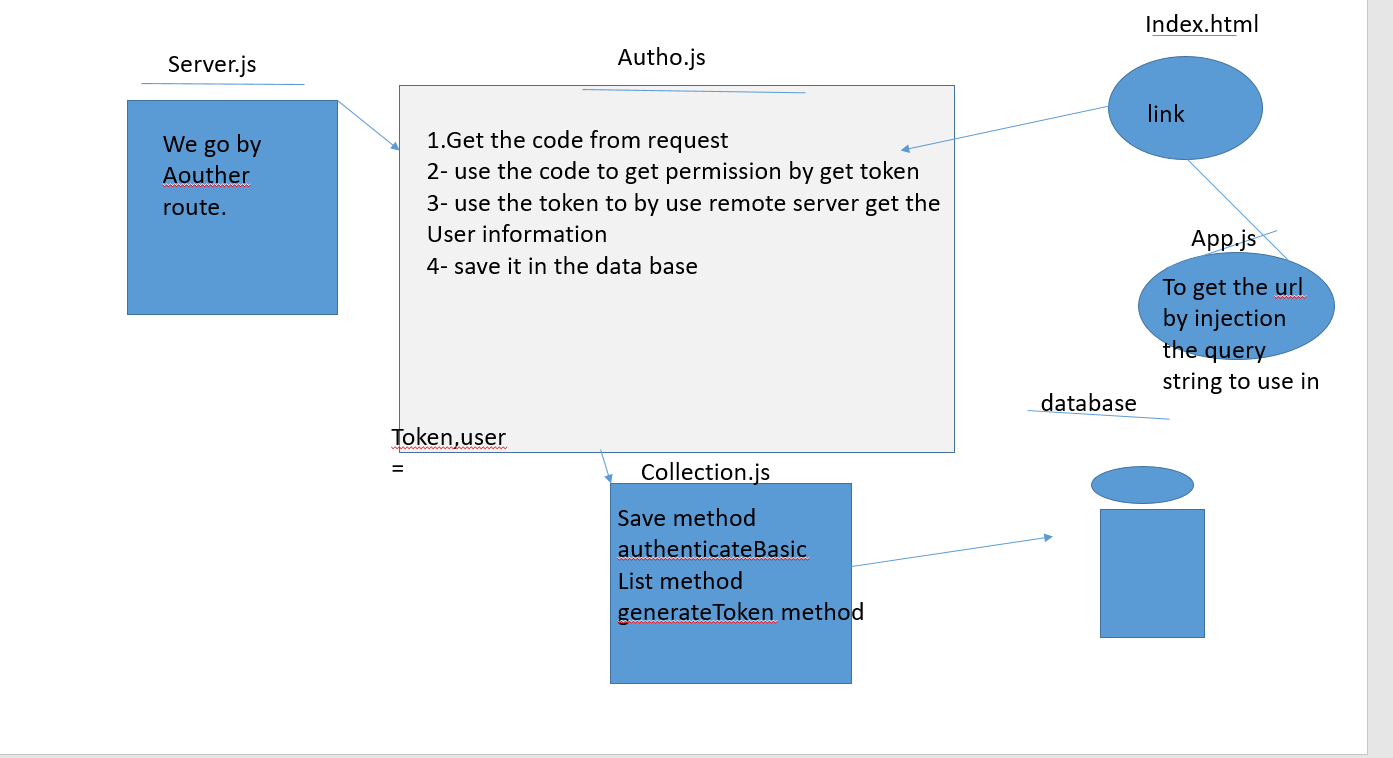 Index.html
Server.js
Autho.js
link
We go by
Aouther
route.
1.Get the code from request
2- use the code to get permission by get token
3- use the token to by use remote server get the
User information
4- save it in the data base
App.js
To get the url
by injection
the query
string to use in
database
Token,user
=
Collection.js
Save method
authenticateBasic
List method
generateToken method